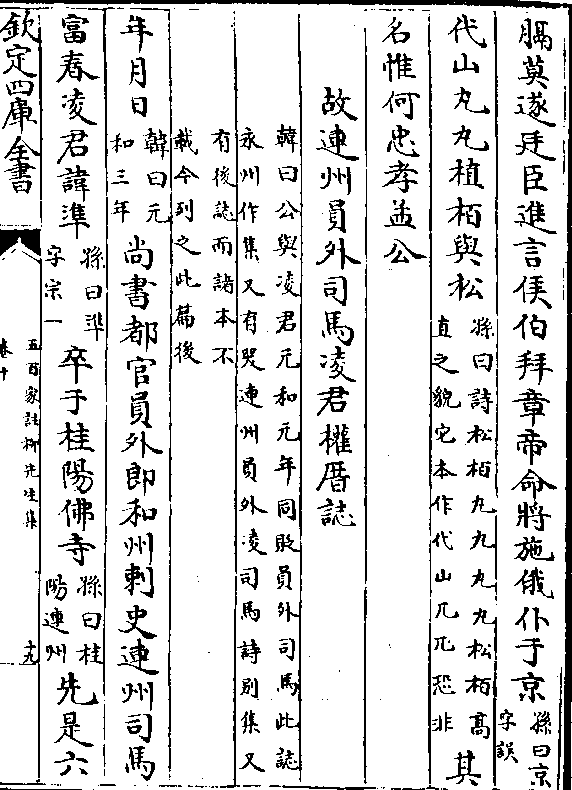 膈莫遂廷臣進言侯伯拜章帝命將施俄仆于京孫曰京字誤
代山丸丸植栢與松孫曰詩松栢丸丸丸丸松栢髙直之貌它本作代山兀兀恐非其
名惟何忠孝並公
故連州員外司馬凌君權厝誌
韓曰公與凌君元和元年同貶員外司馬此誌
永州作集又有哭連州員外凌司馬詩别集又
有後誌而諸本不
載今列之此篇後
年月日韓曰元和三年尚書都官員外郎和州刺史連州司馬
富春凌君諱準孫曰準字宗一卒于桂陽佛寺孫曰桂陽連州先是六
欽定四庫全書
五百家註柳先生集
卷十
十九